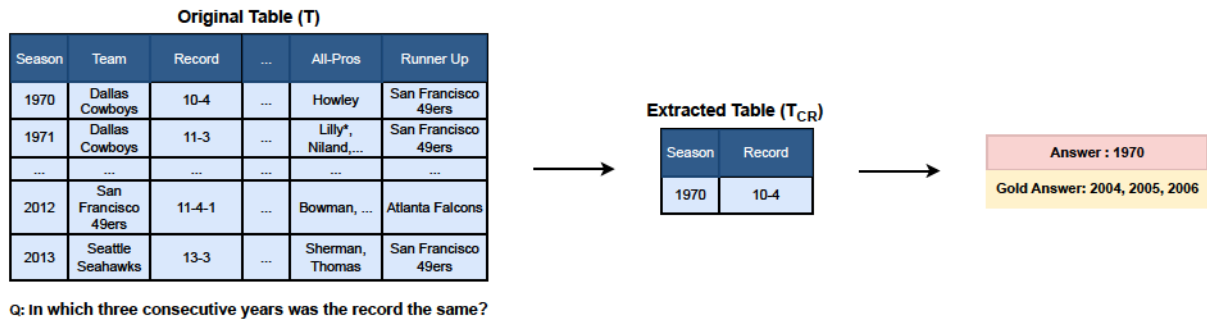 Original Table (T)
Season Team Record ... All-Pros Runner Up
1970 Dallas Cowboys 10-4 ... Howley San Francisco 49ers
1971 Dallas Cowboys 11-3 ... Lilly*, Niland,... San Francisco 49ers
... ... ... ... ... ...
2012 San Francisco 49ers 11-4-1 ... Bowman, ... Atlanta Falcons
2013 Seattle Seahawks 13-3 ... Sherman, Thomas San Francisco 49ers
Q: In which three consecutive years was the record the same?
Extracted Table (TCR)
Season Record
1970 10-4
Answer : 1970
Gold Answer: 2004, 2005, 2006